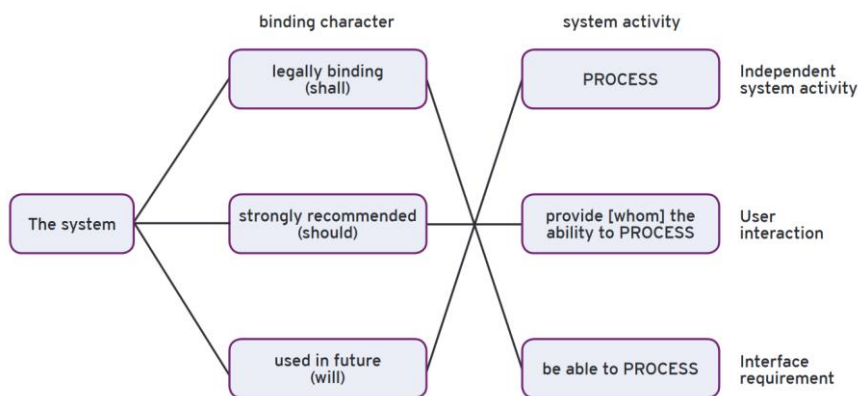 binding character
system activity
legally binding
(shall)
PROCESS
Independent
system activity
The system
strongly recommended
(should)
provide [whom] the
ability to PROCESS
User
interaction
used in future
(will)
be able to PROCESS
Interface
requirement